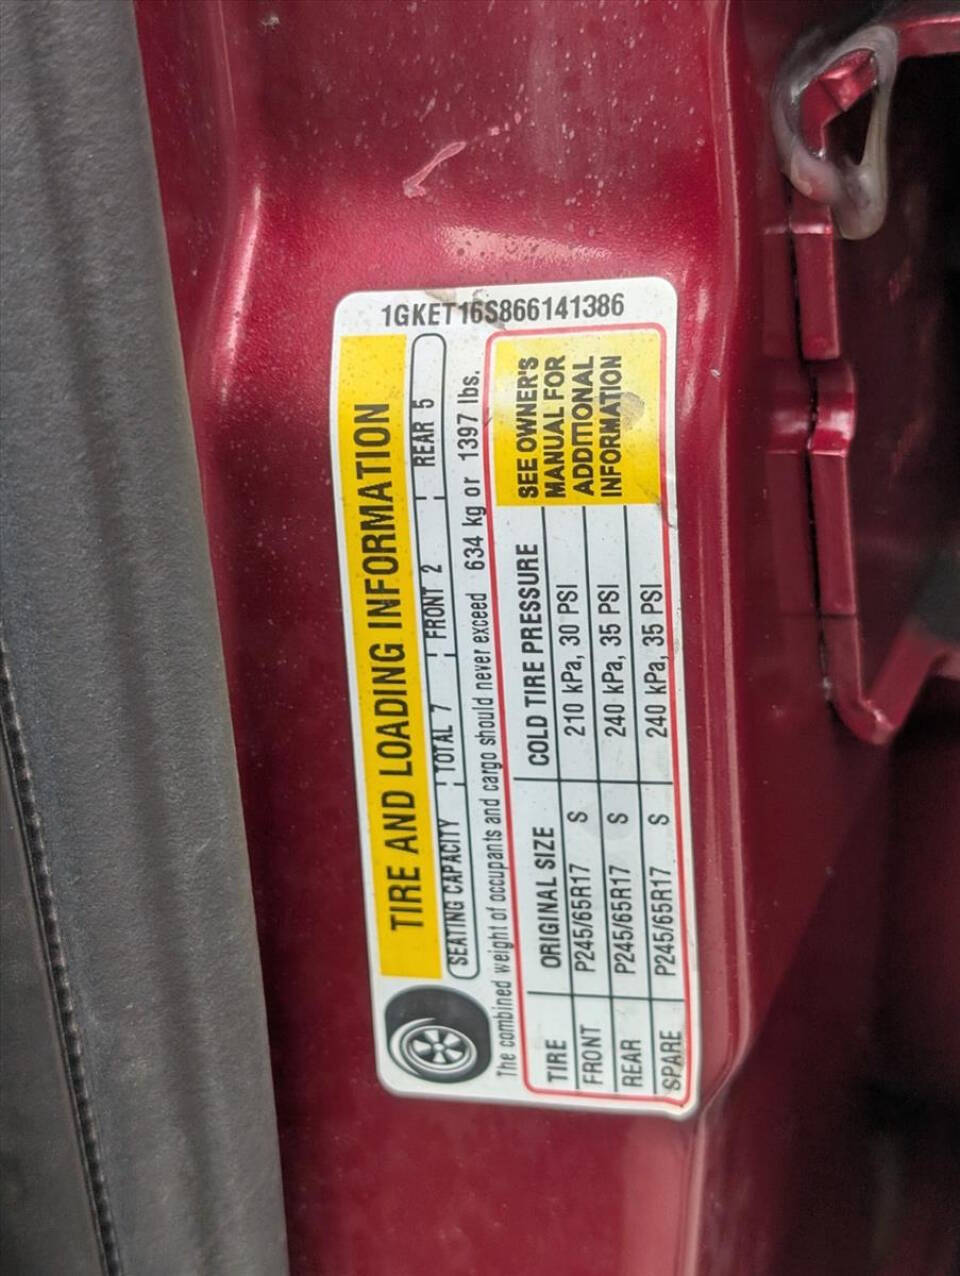 1GKET16S866141386
TIRE AND LOADING INFORMATION
SEATING CAPACITY TOTAL 7 FRONT 2 REAR 5
The combined weight of occupants and cargo should never exceed 634 kg or 1397 lbs.
TIRE ORIGINAL SIZE COLD TIRE PRESSURE
FRONT P245/65R17 S 210 kPa, 30 PSI
REAR P245/65R17 S 240 kPa, 35 PSI
SPARE P245/65R17 S 240 kPa, 35 PSI
SEE OWNER'S
MANUAL FOR
ADDITIONAL
INFORMATION